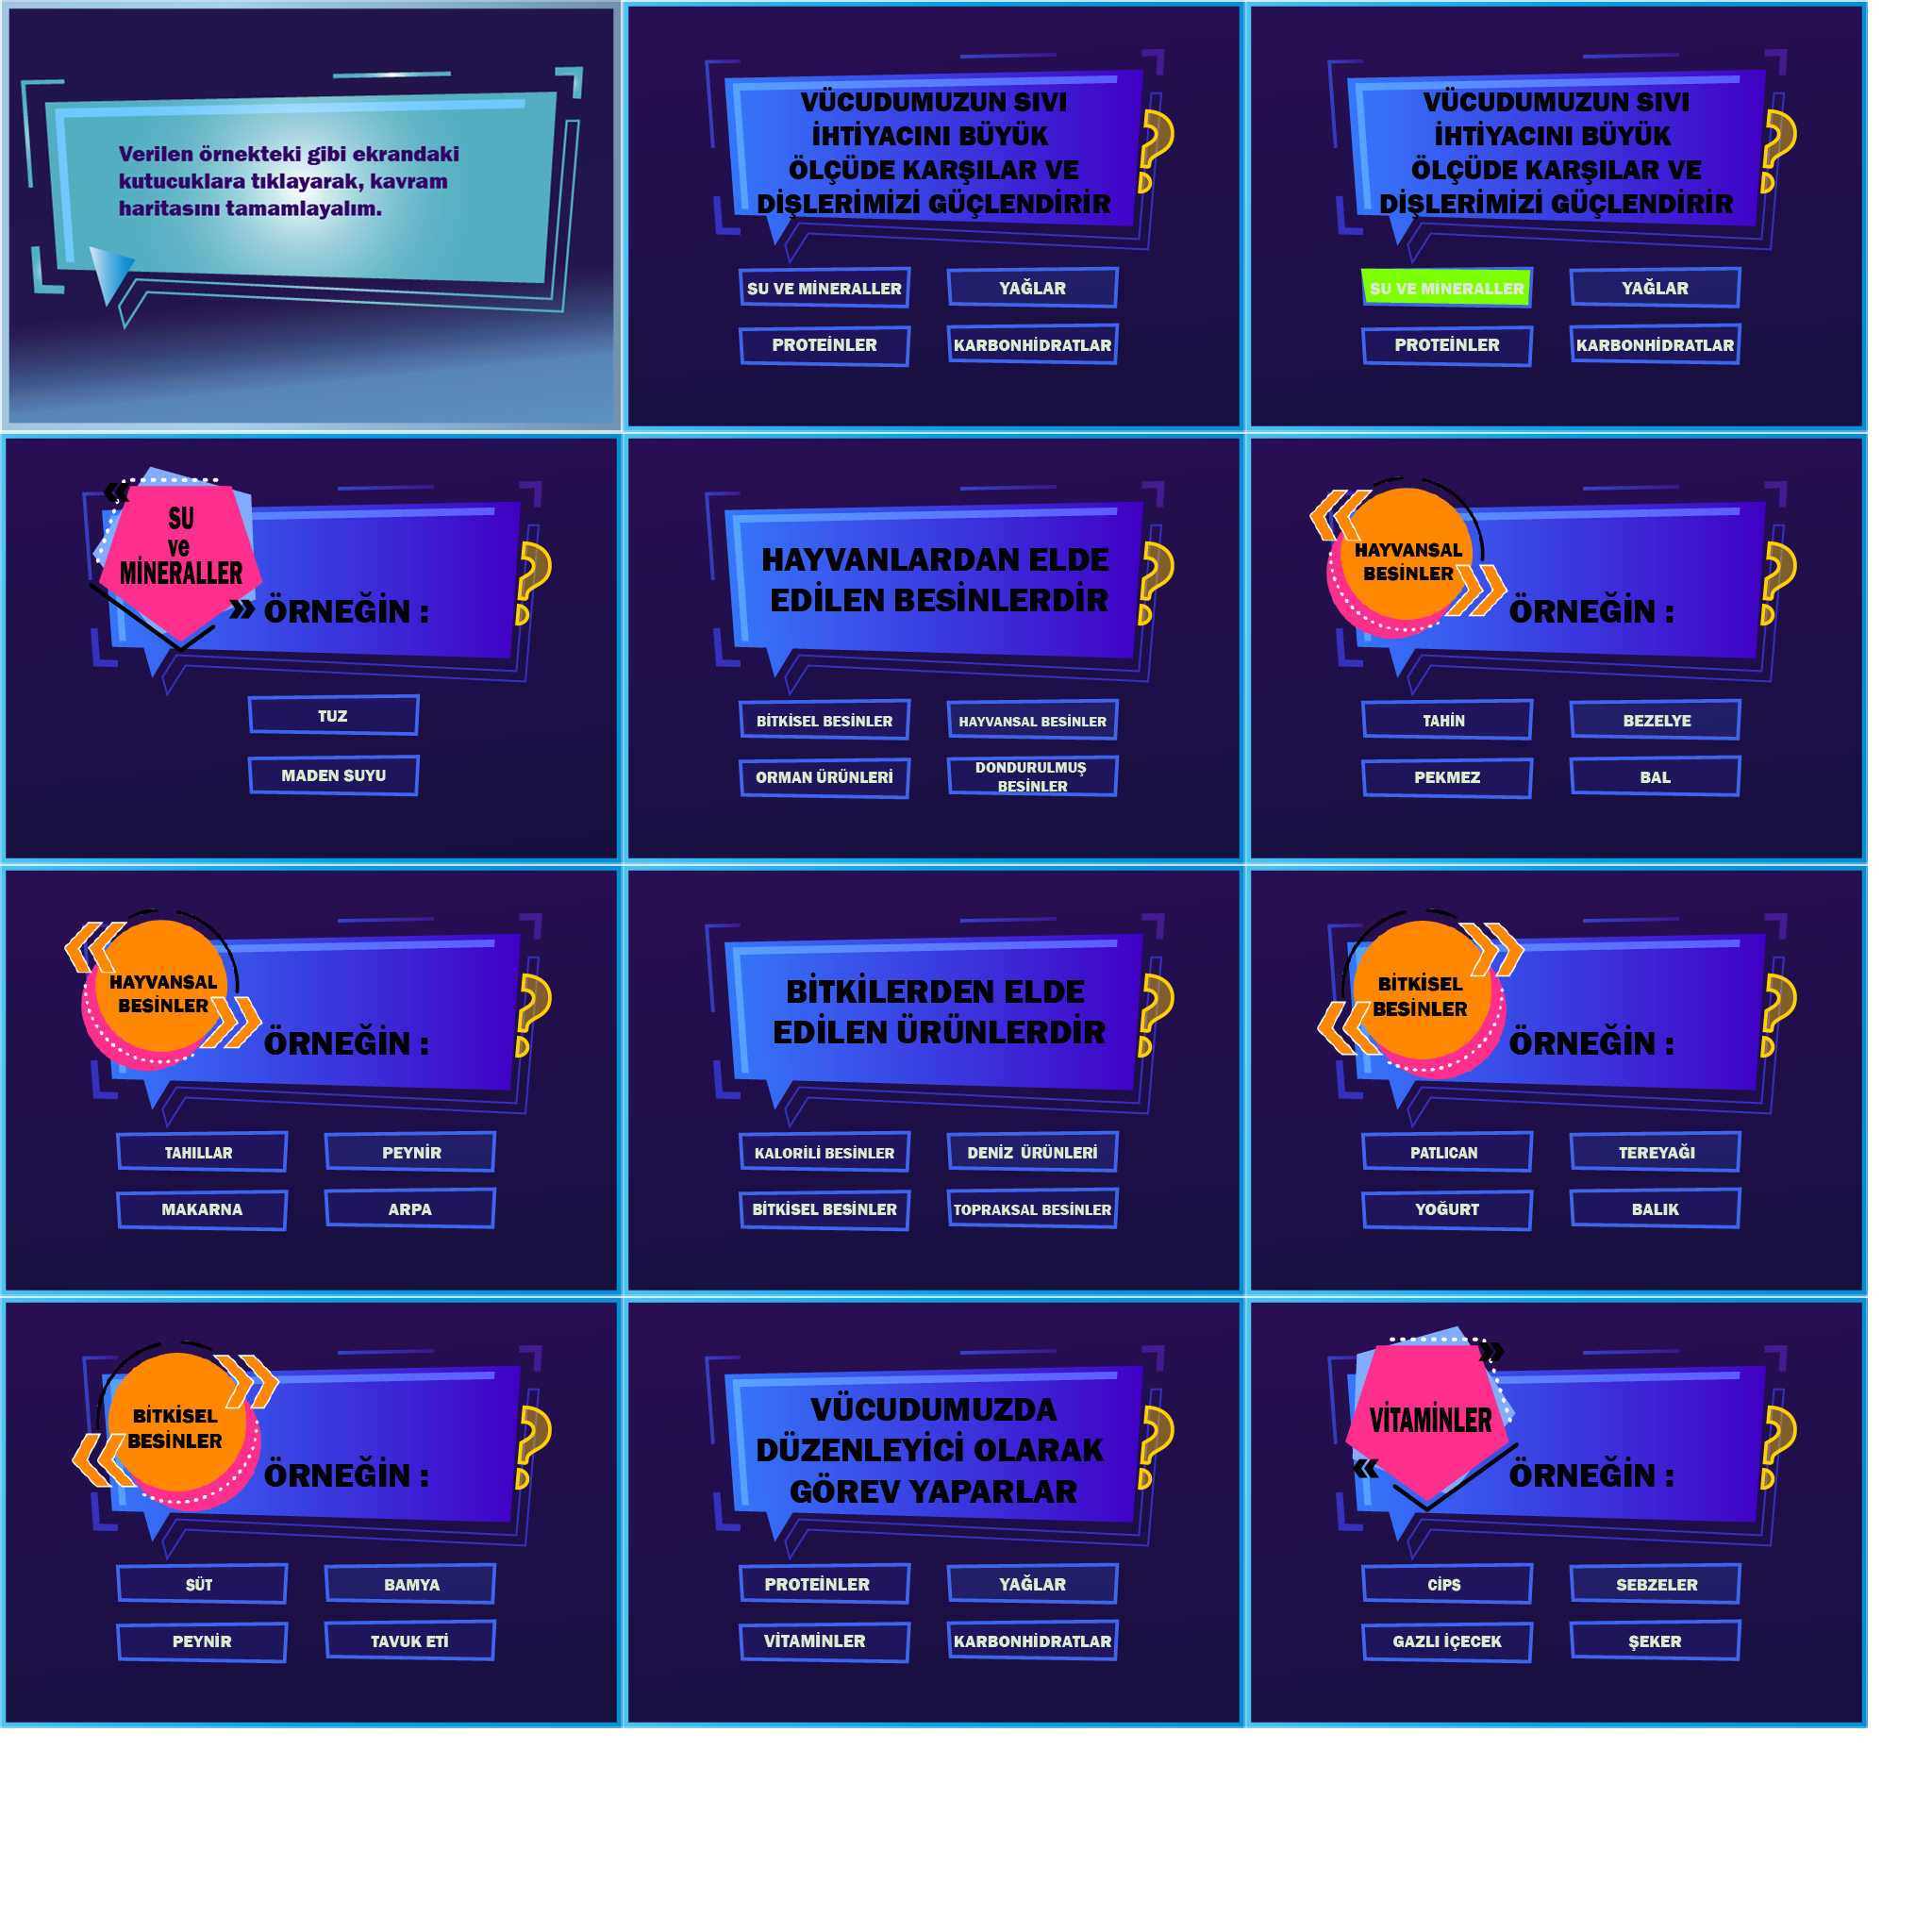 Verilen örnekteki gibi ekrandaki
kutucuklara tıklayarak, kavram
haritasını tamamlayalım.
VÜCUDUMUZUN SIVI
İHTİYACINI BÜYÜK
ÖLÇÜDE KARŞILAR VE
DİŞLERİMİZİ GÜÇLENDİRİR
SU VE MİNERALLER
YAĞLAR
PROTEİNLER
KARBONHİDRATLAR
VÜCUDUMUZUN SIVI
İHTİYACINI BÜYÜK
ÖLÇÜDE KARŞILAR VE
DİŞLERİMİZİ GÜÇLENDİRİR
SU VE MİNERALLER
YAĞLAR
PROTEİNLER
KARBONHİDRATLAR
SU
ve
MİNERALLER
ÖRNEĞİN :
TUZ
MADEN SUYU
HAYVANLARDAN ELDE
EDİLEN BESİNLERDİR
BİTKİSEL BESİNLER
HAYVANSAL BESİNLER
ORMAN ÜRÜNLERİ
DONDURULMUŞ
BESİNLER
HAYVANSAL
BESİNLER
ÖRNEĞİN :
TAHİN
BEZELYE
PEKMEZ
BAL
HAYVANSAL
BESİNLER
ÖRNEĞİN :
TAHILLAR
PEYNİR
MAKARNA
ARPA
BİTKİLERDEN ELDE
EDİLEN ÜRÜNLERDİR
KALORİLİ BESİNLER
DENİZ ÜRÜNLERİ
BİTKİSEL BESİNLER
TOPRAKSAL BESİNLER
BİTKİSEL
BESİNLER
ÖRNEĞİN :
PATLICAN
TEREYAĞI
YOĞURT
BALIK
BİTKİSEL
BESİNLER
ÖRNEĞİN :
SÜT
BAMYA
PEYNİR
TAVUK ETİ
VÜCUDUMUZDA
DÜZENLEYİCİ OLARAK
GÖREV YAPARLAR
PROTEİNLER
YAĞLAR
VİTAMİNLER
KARBONHİDRATLAR
VİTAMİNLER
ÖRNEĞİN :
CİPS
SEBZELER
GAZLI İÇECEK
ŞEKER